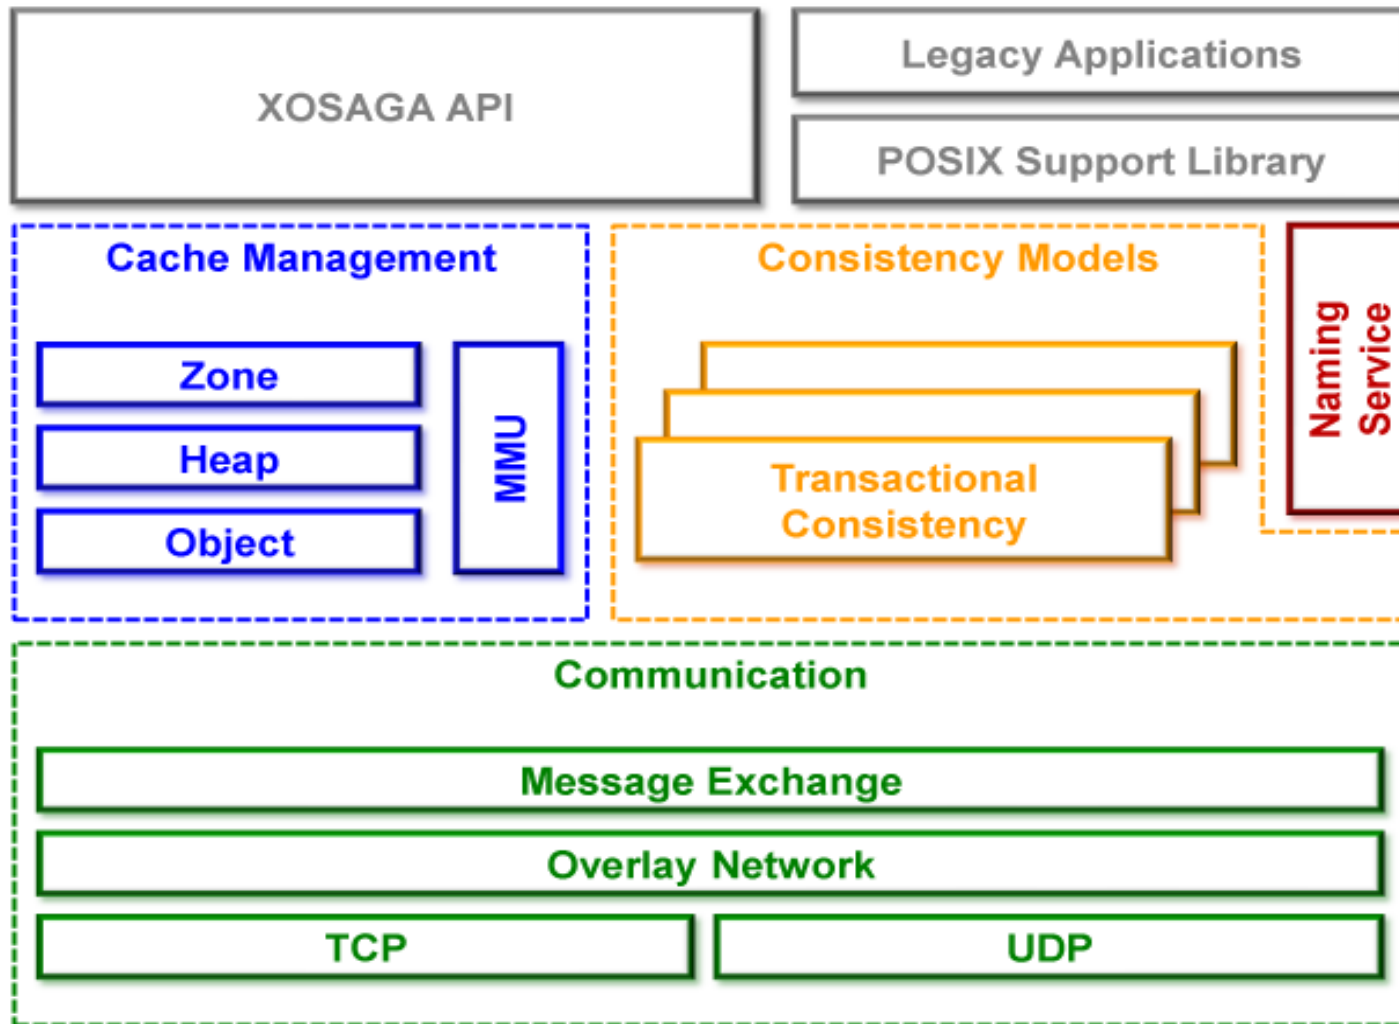 XOSAGA API
Legacy Applications
POSIX Support Library
Cache Management
Zone
Heap
Object
MMU
Consistency Models
Transactional
Consistency
Naming
Service
Communication
Message Exchange
Overlay Network
TCP
UDP